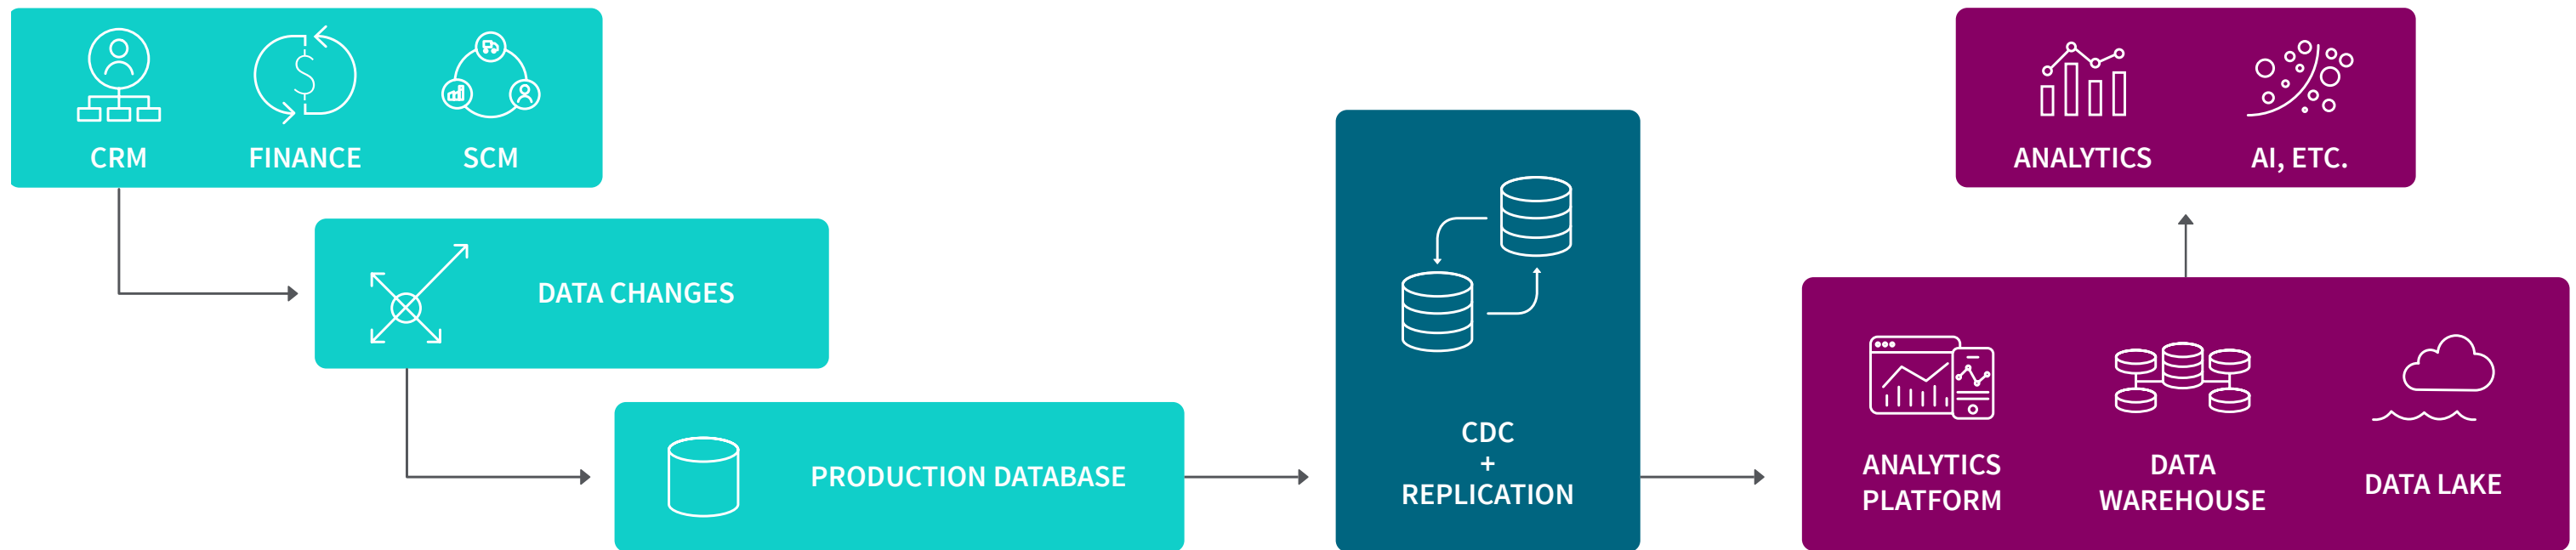 CRM
FINANCE
SCM
DATA CHANGES
PRODUCTION DATABASE
CDC
+
REPLICATION
ANALYTICS
AI, ETC.
ANALYTICS
PLATFORM
DATA
WAREHOUSE
DATA LAKE